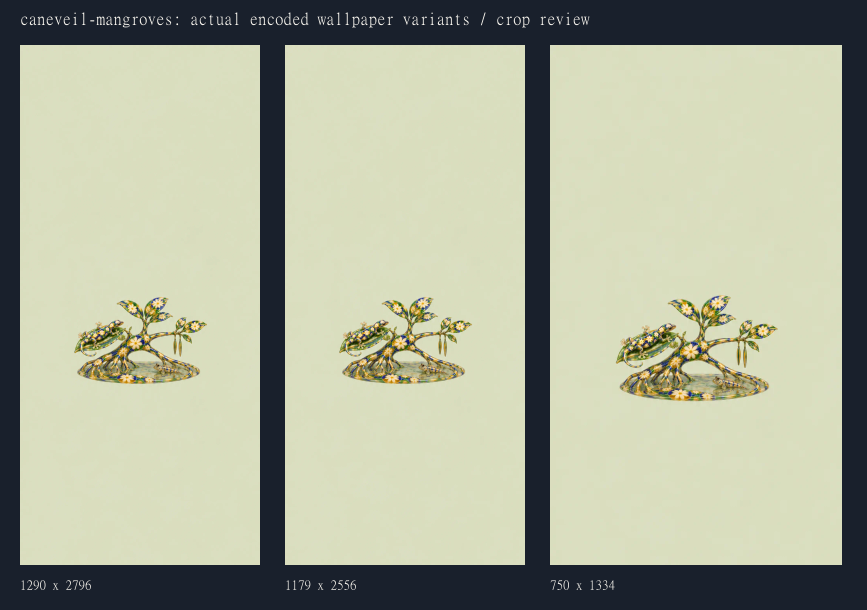 caneveil-mangroves: actual encoded wallpaper variants / crop review
1290 x 2796
1179 x 2556
750 x 1334